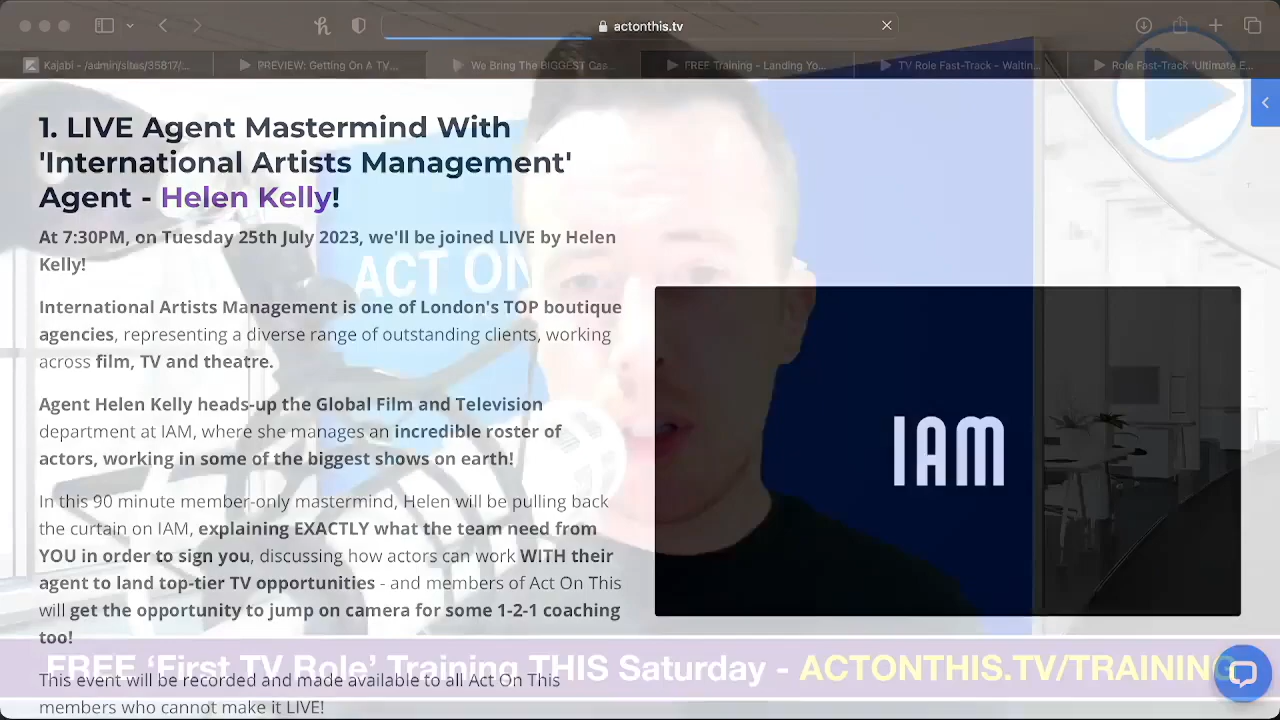 actonthis.tv
Kajabi - /admin/sites/35817/...
PREVIEW: Getting On A TV...
We Bring The BIGGEST Cas...
FREE Training - Landing Yo...
TV Role Fast-Track - Waitin...
Role Fast-Track 'Ultimate E...
1. LIVE Agent Mastermind With
'International Artists Management'
Agent - Helen Kelly!
At 7:30PM, on Tuesday 25th July 2023, we'll be joined LIVE by Helen
Kelly!
ACT ON
International Artists Management is one of London's TOP boutique
agencies, representing a diverse range of outstanding clients, working
across film, TV and theatre.
Agent Helen Kelly heads-up the Global Film and Television
department at IAM, where she manages an incredible roster of
actors, working in some of the biggest shows on earth!
IAM
In this 90 minute member-only mastermind, Helen will be pulling back
the curtain on IAM, explaining EXACTLY what the team need from
YOU in order to sign you, discussing how actors can work WITH their
agent to land top-tier TV opportunities - and members of Act On This
will get the opportunity to jump on camera for some 1-2-1 coaching
too!
FREE 'First TV Role' Training THIS Saturday - ACTONTHIS.TV/TRAINING
This event will be recorded and made available to all Act On This
members who cannot make it LIVE!